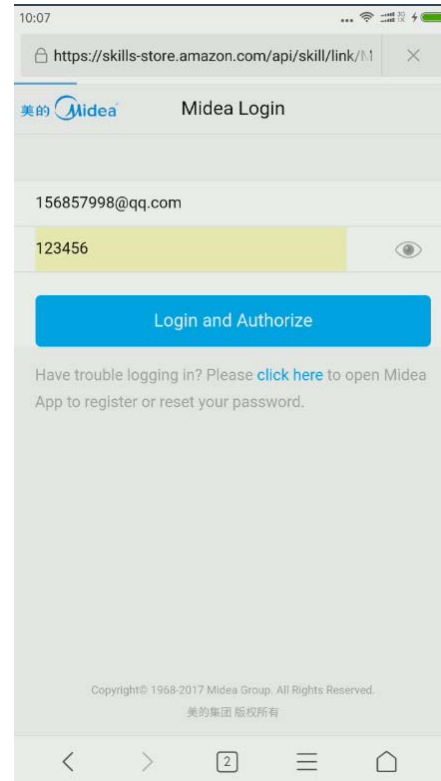 10:07
https://skills-store.amazon.com/api/skill/link/M
美的 Midea
Midea Login
156857998@qq.com
123456
Login and Authorize
Have trouble logging in? Please click here to open Midea
App to register or reset your password.
Copyright© 1968-2017 Midea Group. All Rights Reserved.
美的集团 版权所有
2